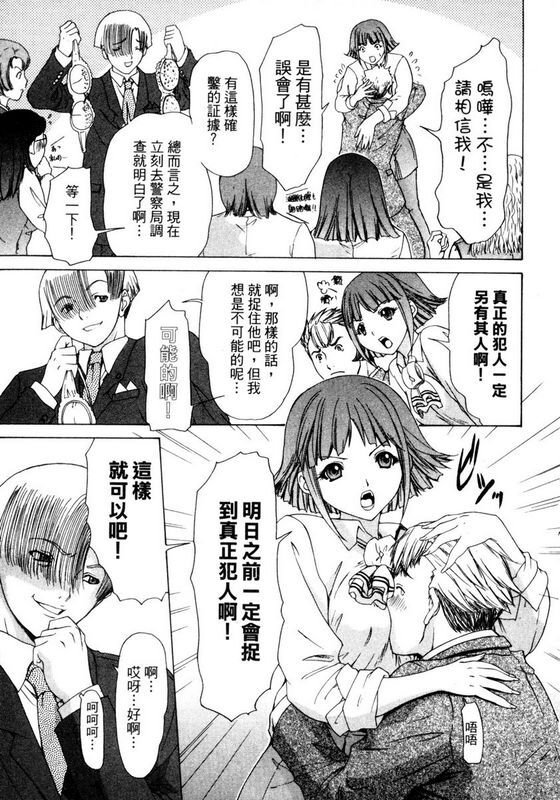 嗚嘩…不…是我…
請相信我！
是有甚麼…
誤會了啊！
有這樣確
鑿的証據？
總而言之，現在
立刻去警察局調
查就明白了啊…
等一下！
真正的犯人一定
另有其人啊！
啊，那樣的話，
就捉住他吧，但我
想是不可能的呢…
可能的啊！
ビシッ
明日之前一定會捉
到真正犯人啊！
唔唔
這樣
就可以吧！
啊…
哎呀…好啊…
呵呵呵…